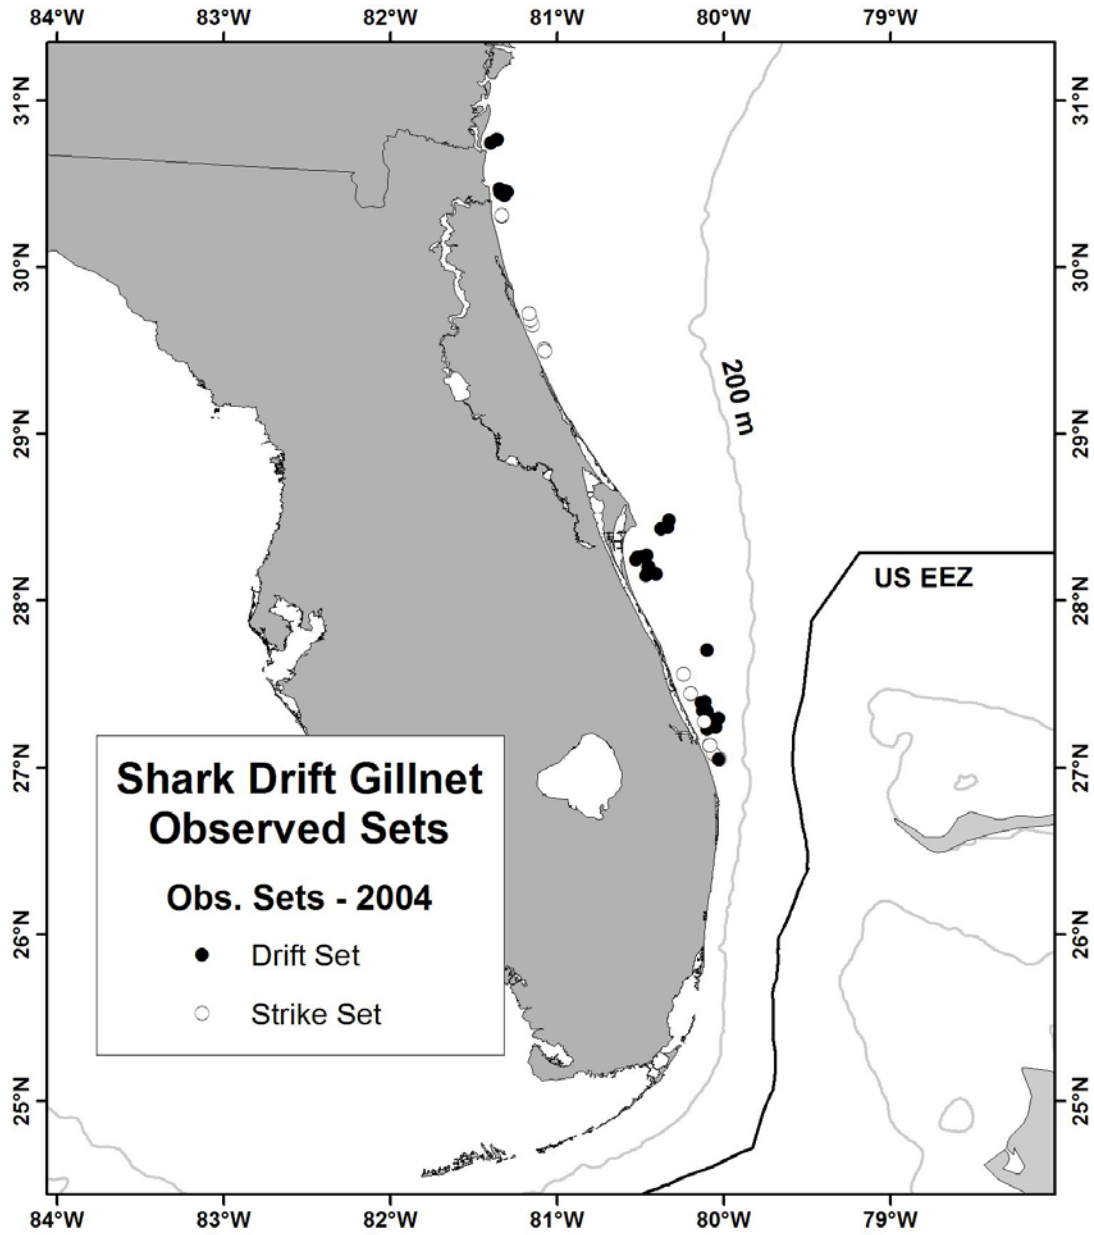 84°W 83°W 82°W 81°W 80°W 79°W
31°N 31°N
30°N 30°N
200 m
29°N 29°N
US EEZ
28°N 28°N
27°N 27°N
Shark Drift Gillnet
Observed Sets
Obs. Sets - 2004
26°N 26°N
Drift Set
Strike Set
25°N 25°N
84°W 83°W 82°W 81°W 80°W 79°W